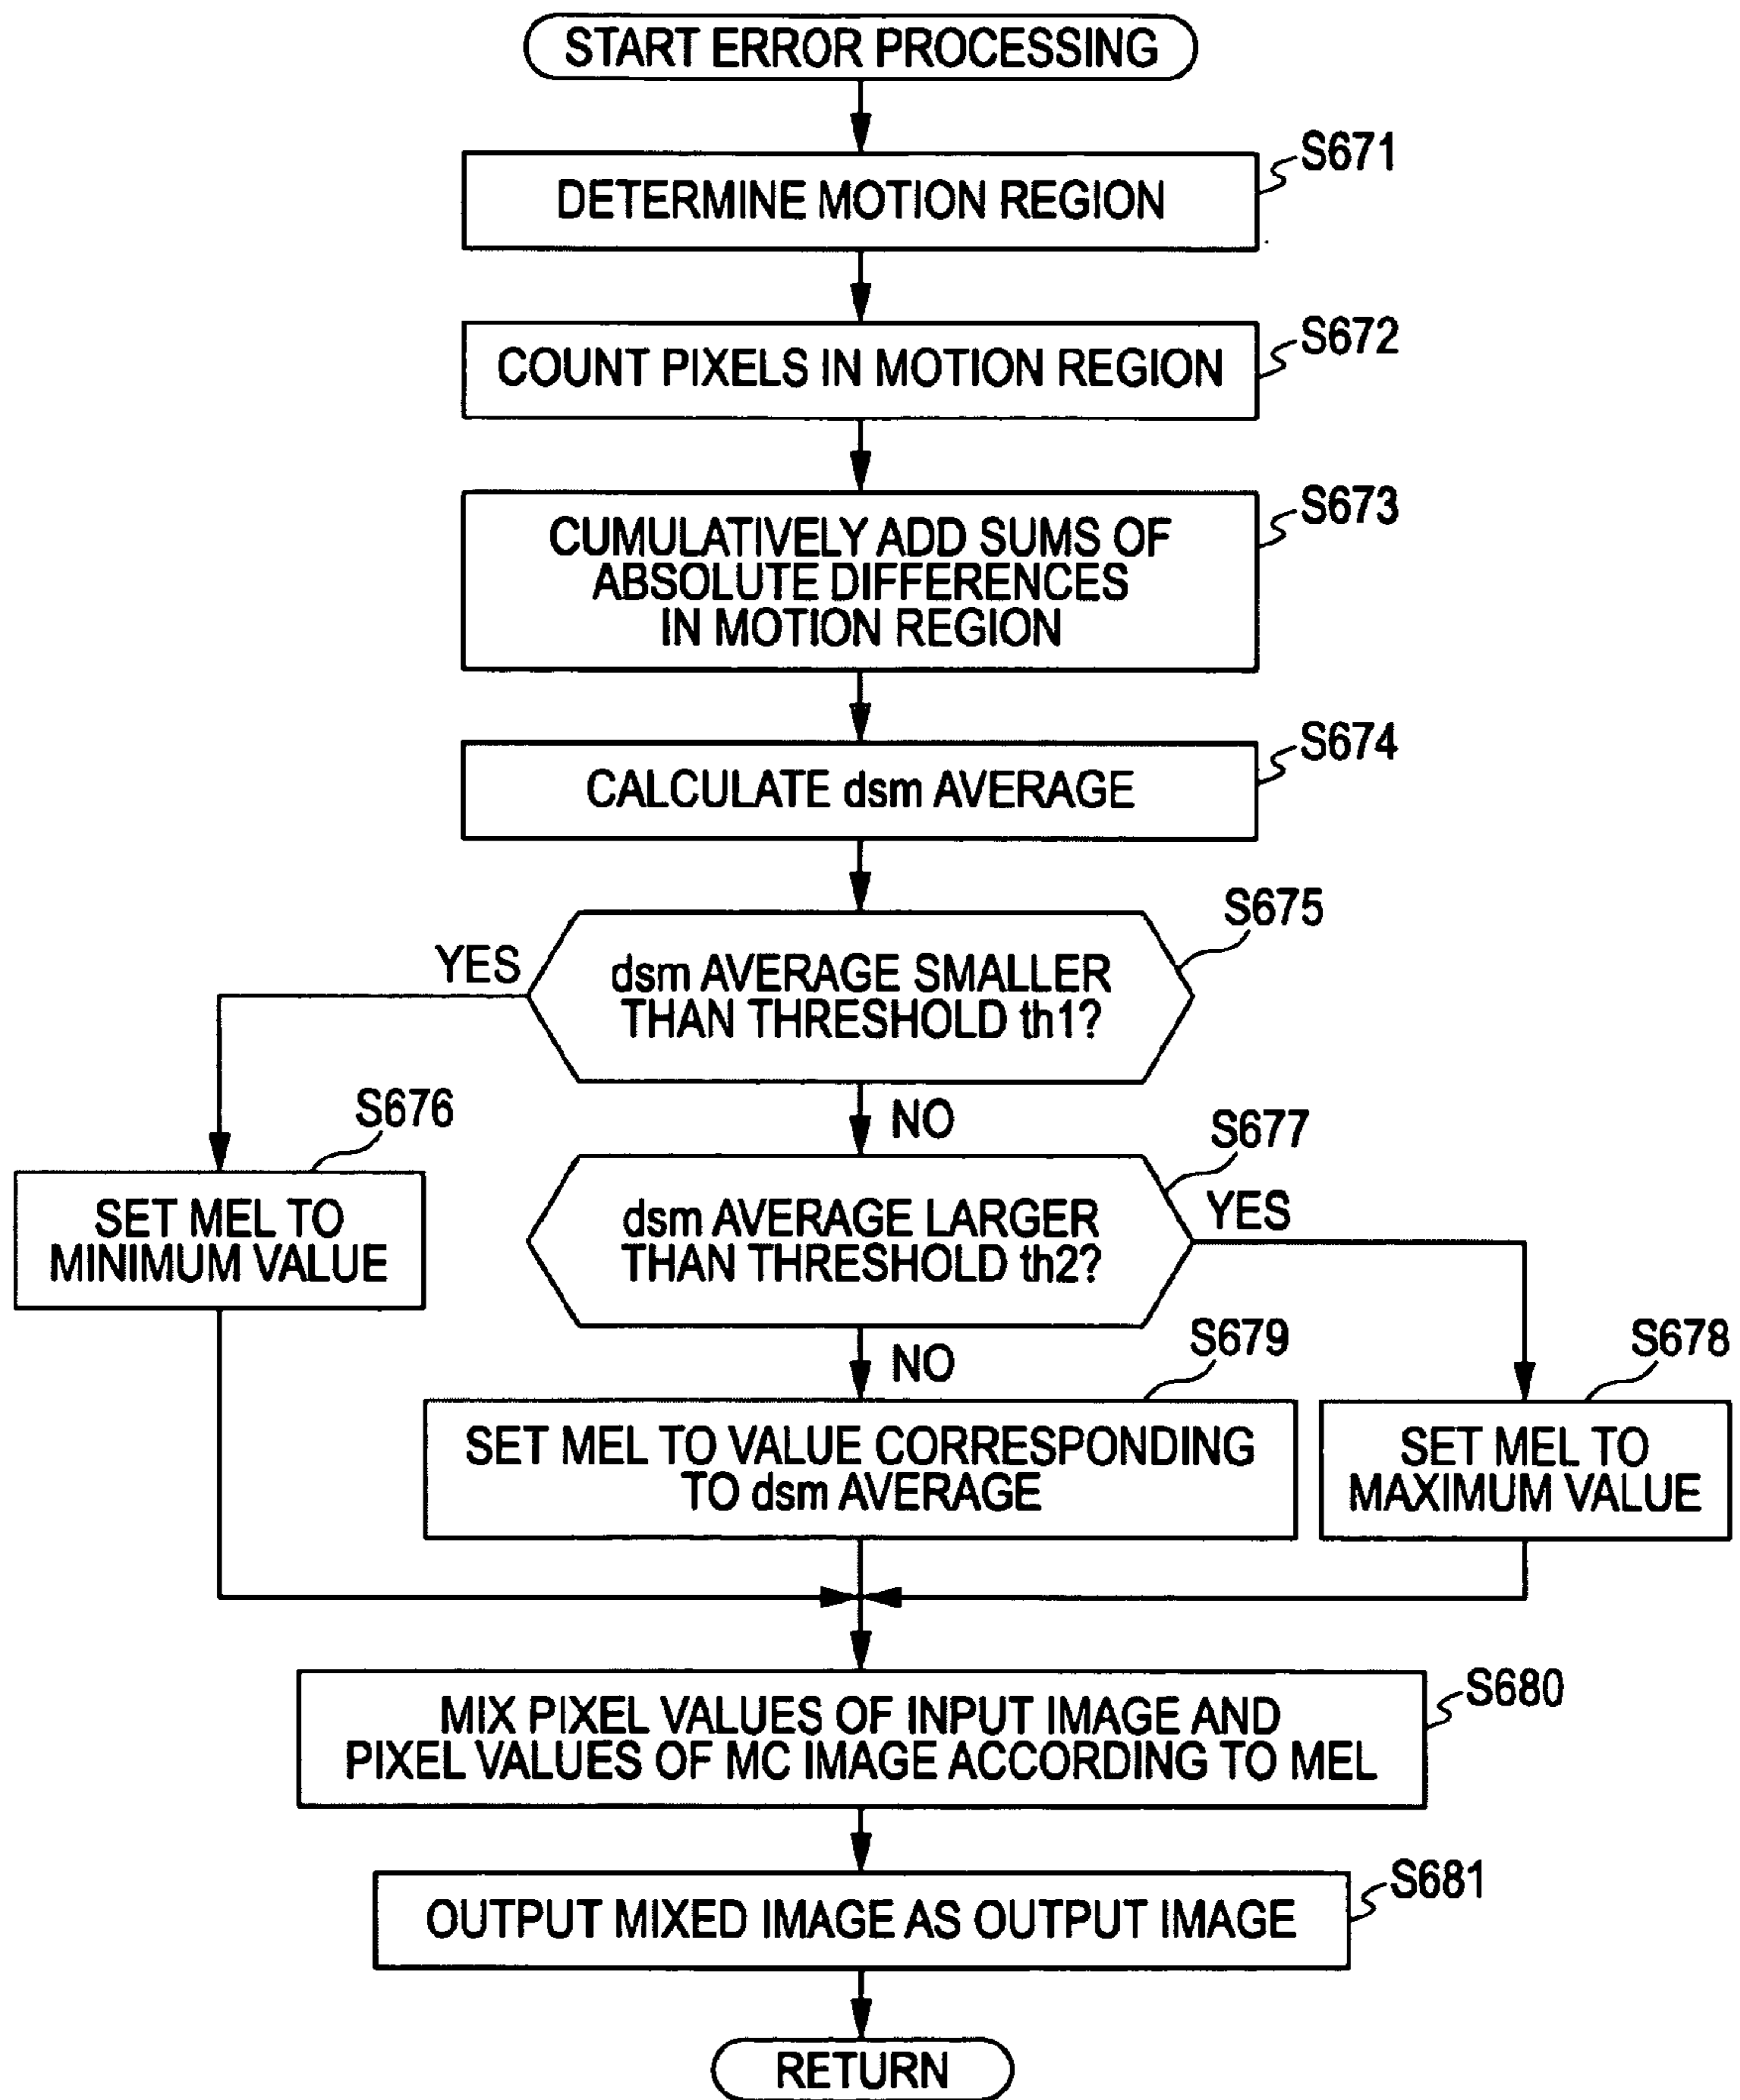 START ERROR PROCESSING
S671
DETERMINE MOTION REGION
S672
COUNT PIXELS IN MOTION REGION
S673
CUMULATIVELY ADD SUMS OF
ABSOLUTE DIFFERENCES
IN MOTION REGION
S674
CALCULATE dsm AVERAGE
S675
YES
dsm AVERAGE SMALLER
THAN THRESHOLD th1?
S676
NO
S677
SET MEL TO
MINIMUM VALUE
dsm AVERAGE LARGER
THAN THRESHOLD th2?
YES
S679
S678
NO
SET MEL TO VALUE CORRESPONDING
TO dsm AVERAGE
SET MEL TO
MAXIMUM VALUE
S680
MIX PIXEL VALUES OF INPUT IMAGE AND
PIXEL VALUES OF MC IMAGE ACCORDING TO MEL
S681
OUTPUT MIXED IMAGE AS OUTPUT IMAGE
RETURN